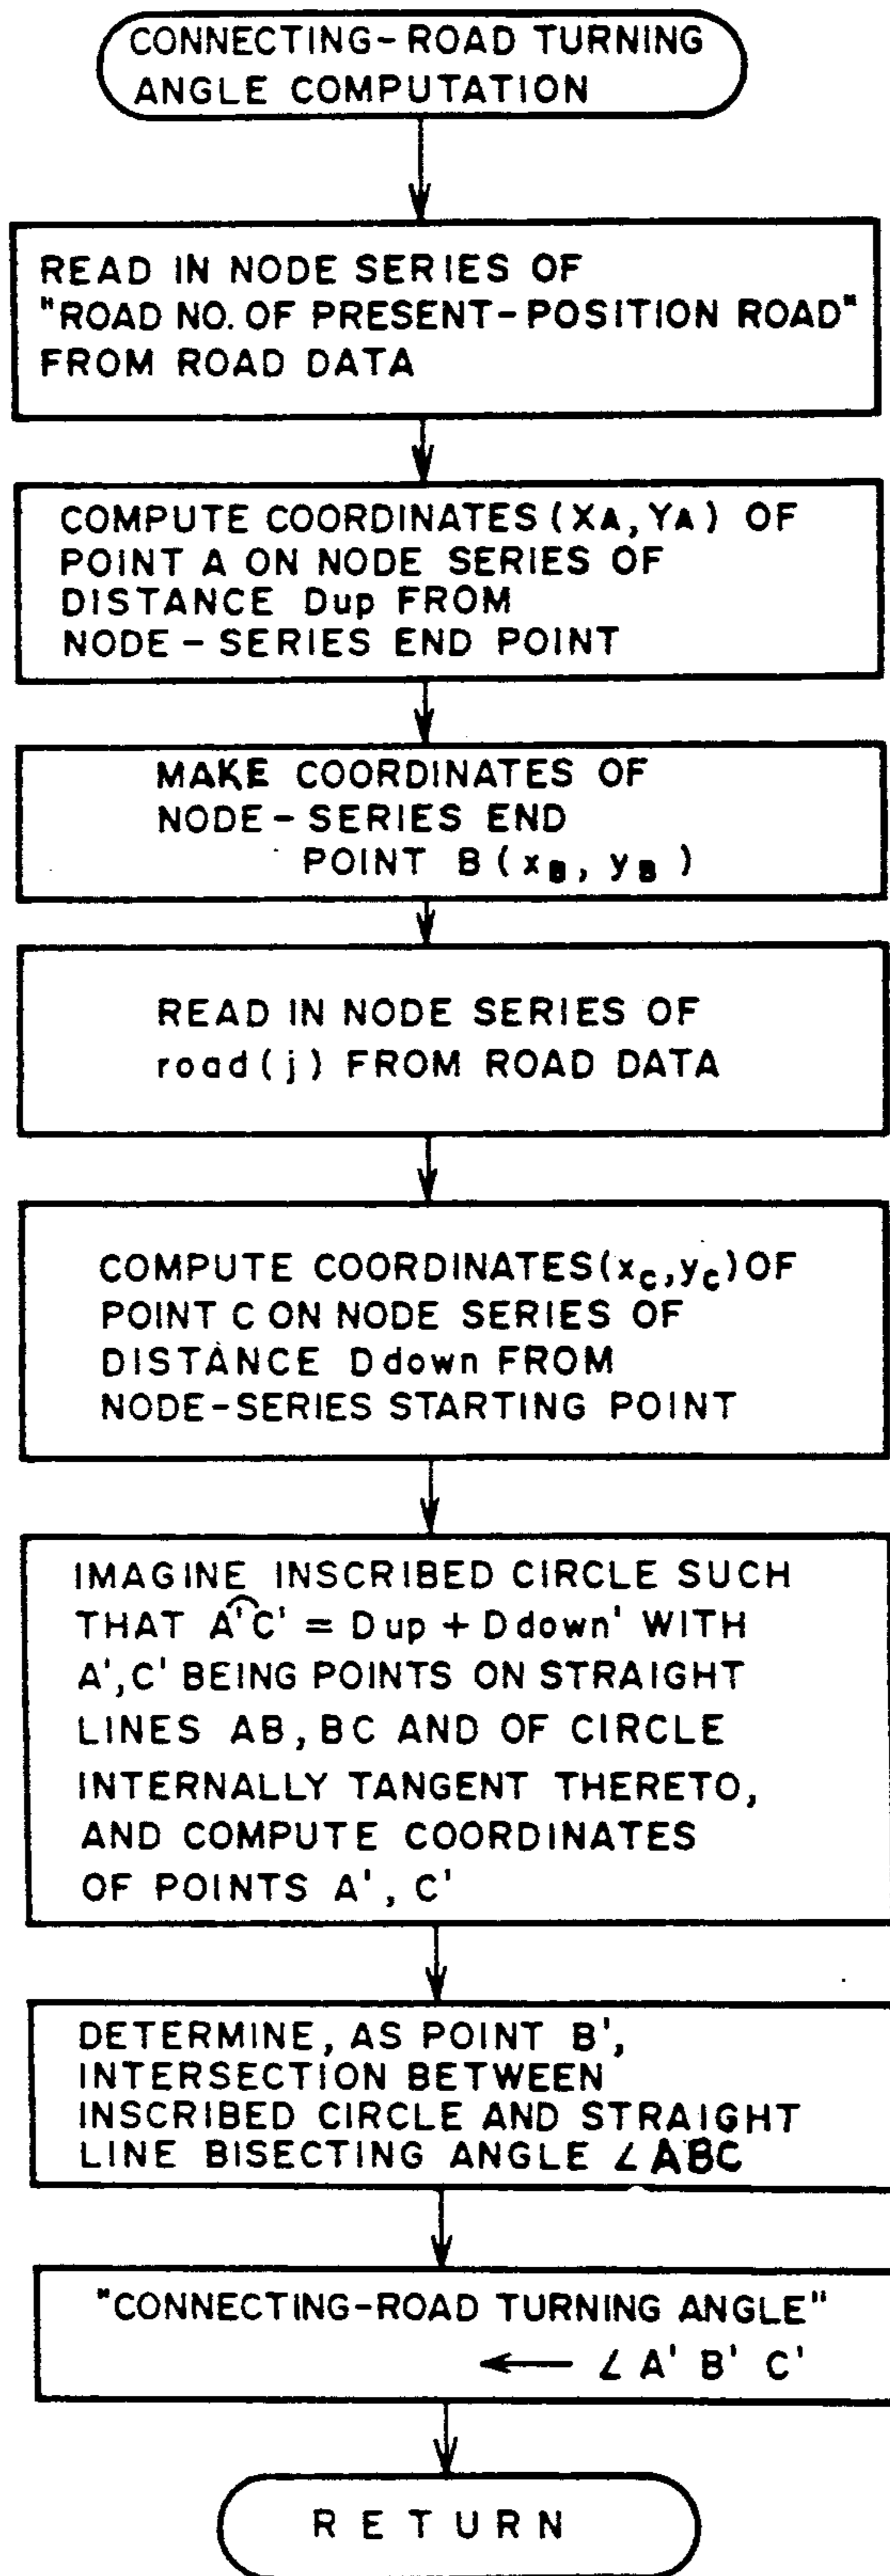 CONNECTING-ROAD TURNING
ANGLE COMPUTATION
READ IN NODE SERIES OF
"ROAD NO. OF PRESENT-POSITION ROAD"
FROM ROAD DATA
COMPUTE COORDINATES (XA, YA) OF
POINT A ON NODE SERIES OF
DISTANCE Dup FROM
NODE-SERIES END POINT
MAKE COORDINATES OF
NODE-SERIES END
POINT B (xB, yB)
READ IN NODE SERIES OF
road(j) FROM ROAD DATA
COMPUTE COORDINATES(xc,yc)OF
POINT C ON NODE SERIES OF
DISTANCE Ddown FROM
NODE-SERIES STARTING POINT
IMAGINE INSCRIBED CIRCLE SUCH
THAT A'C' = Dup + Ddown' WITH
A',C' BEING POINTS ON STRAIGHT
LINES AB, BC AND OF CIRCLE
INTERNALLY TANGENT THERETO,
AND COMPUTE COORDINATES
OF POINTS A', C'
DETERMINE, AS POINT B',
INTERSECTION BETWEEN
INSCRIBED CIRCLE AND STRAIGHT
LINE BISECTING ANGLE ∠ABC
"CONNECTING-ROAD TURNING ANGLE"
← ∠A' B' C'
RETURN